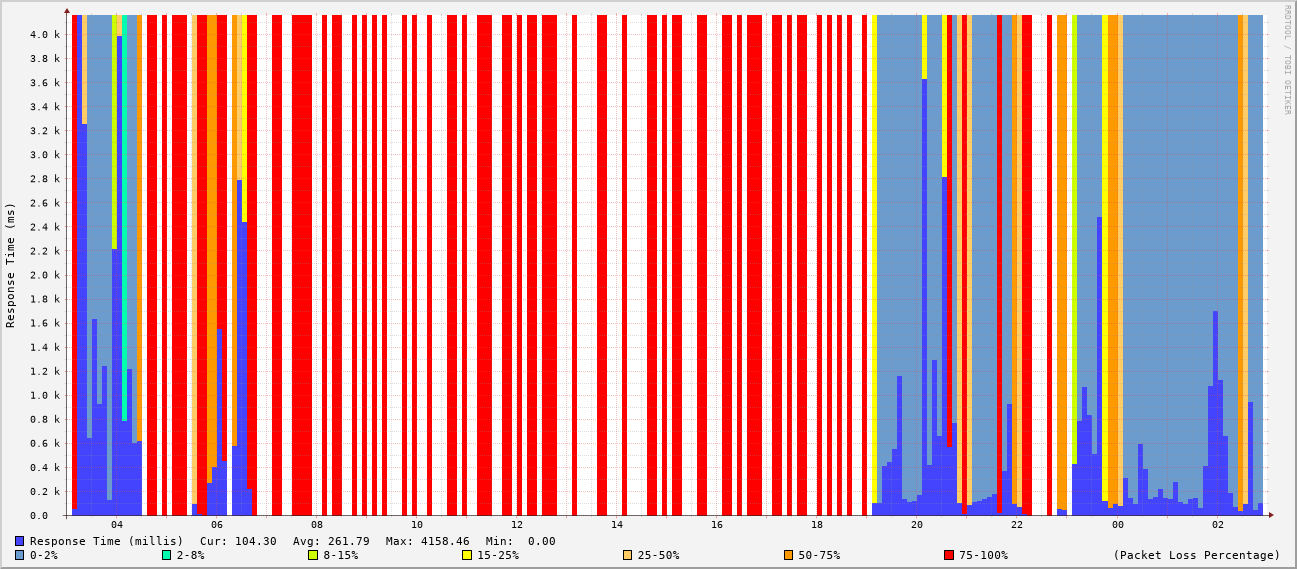 RRDTOOL / TOBI OETIKER
Response Time (ms)
4.0 k
3.8 k
3.6 k
3.4 k
3.2 k
3.0 k
2.8 k
2.6 k
2.4 k
2.2 k
2.0 k
1.8 k
1.6 k
1.4 k
1.2 k
1.0 k
0.8 k
0.6 k
0.4 k
0.2 k
0.0
04 06 08 10 12 14 16 18 20 22 00 02
Response Time (millis) Cur: 104.30 Avg: 261.79 Max: 4158.46 Min: 0.00
0-2% 2-8% 8-15% 15-25% 25-50% 50-75% 75-100% (Packet Loss Percentage)